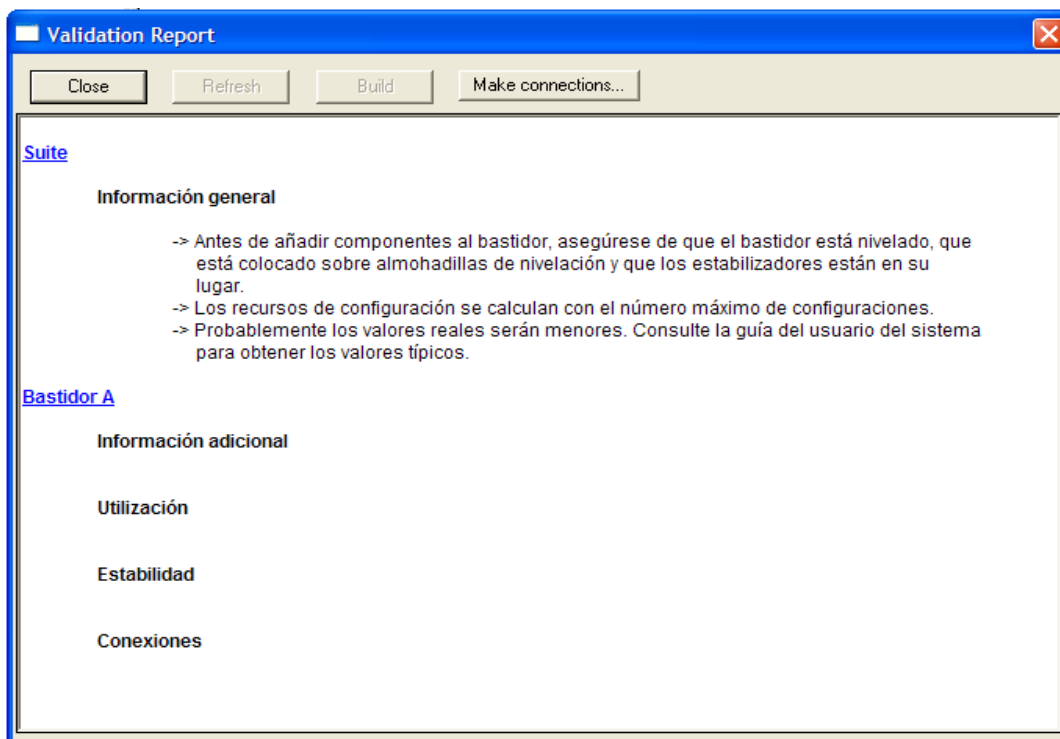 Validation Report
Close Refresh Build Make connections...
Suite
Información general
-> Antes de añadir componentes al bastidor, asegúrese de que el bastidor está nivelado, que
está colocado sobre almohadillas de nivelación y que los estabilizadores están en su
lugar.
-> Los recursos de configuración se calculan con el número máximo de configuraciones.
-> Probablemente los valores reales serán menores. Consulte la guía del usuario del sistema
para obtener los valores típicos.
Bastidor A
Información adicional
Utilización
Estabilidad
Conexiones